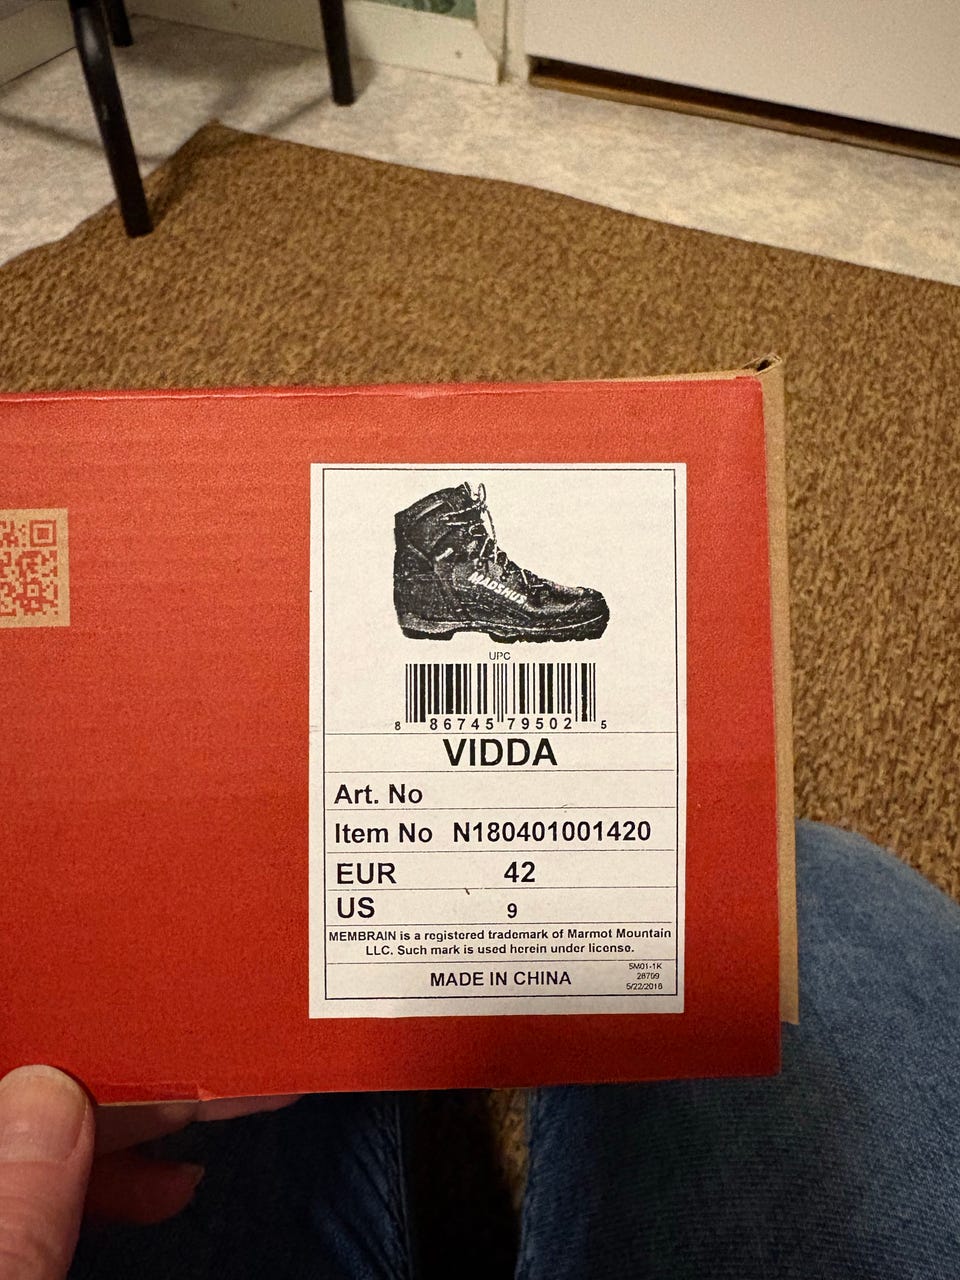 MADSHUS
UPC
8 86745 79502 5
VIDDA
Art. No
Item No N180401001420
EUR 42
US 9
MEMBRAIN is a registered trademark of Marmot Mountain
LLC. Such mark is used herein under license.
MADE IN CHINA
5M01-1K
26799
5/22/2018